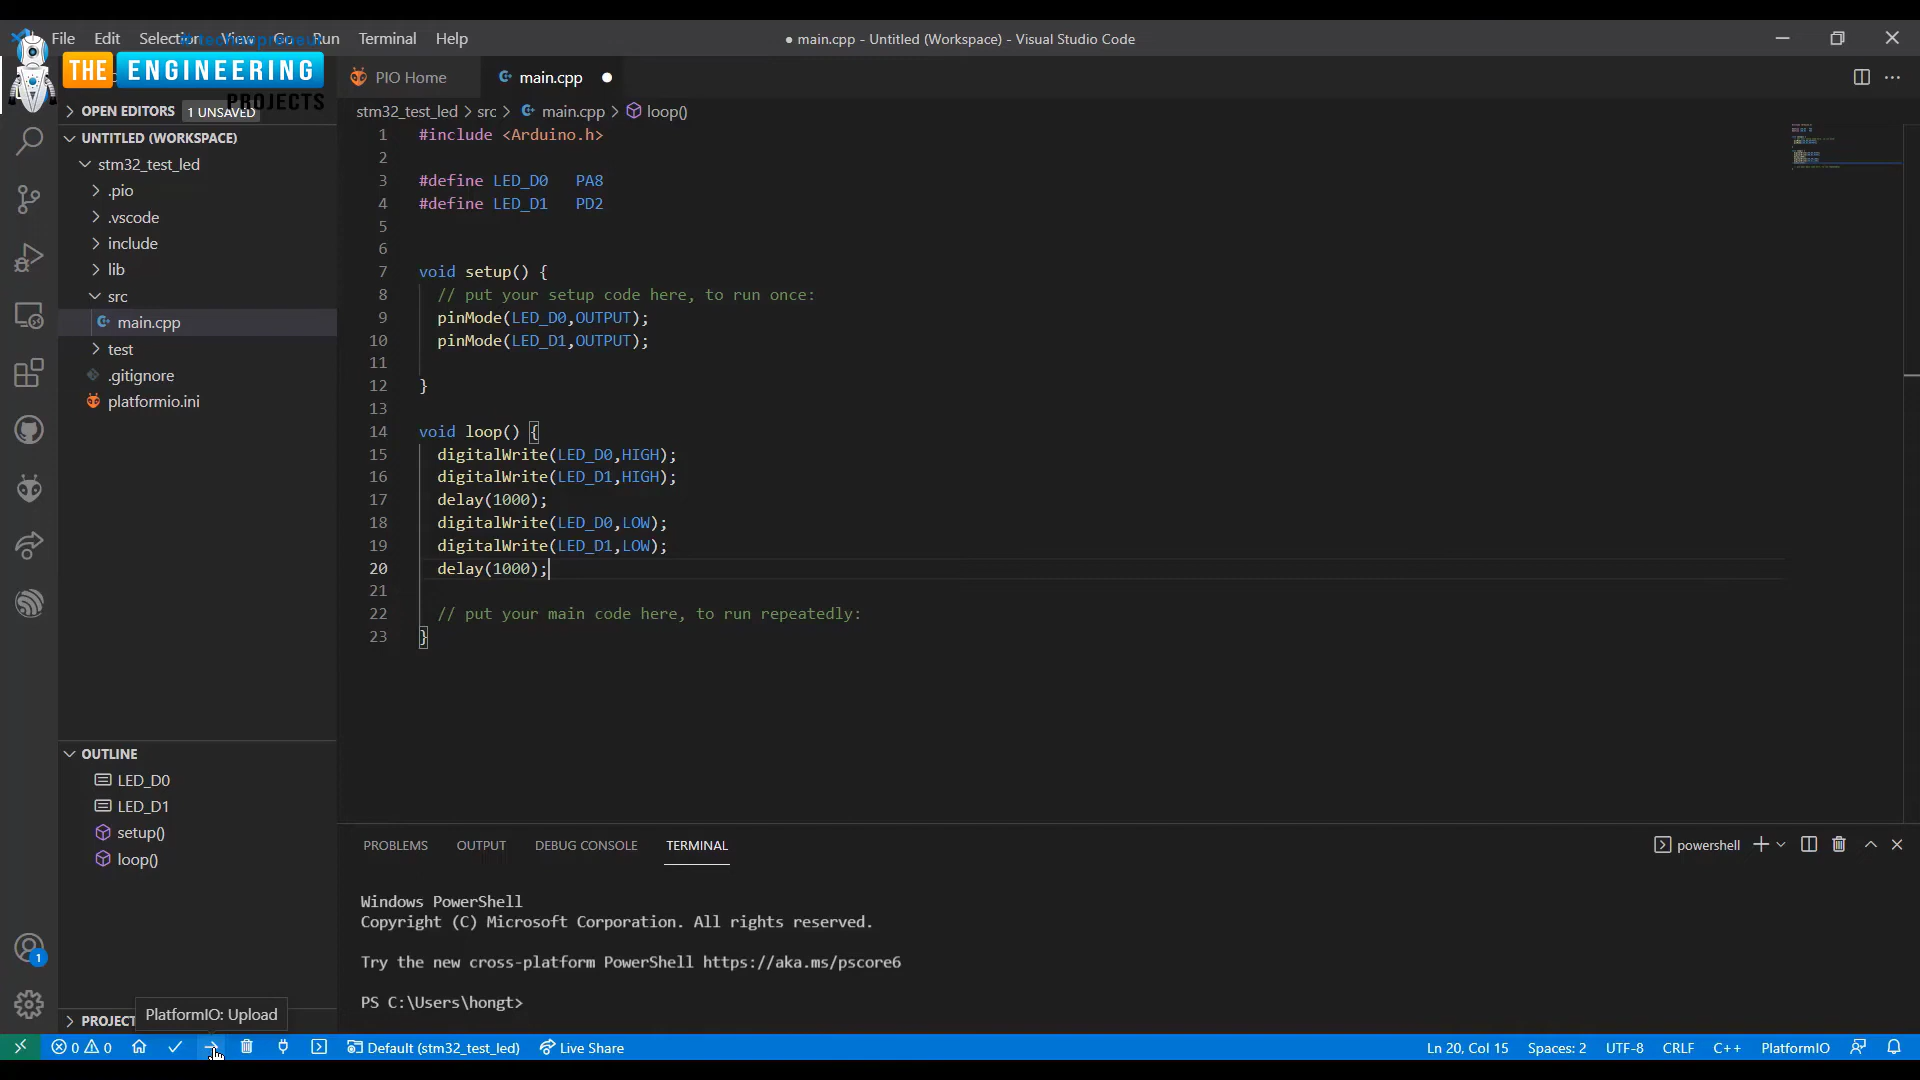 File Edit Selection View Go Run Terminal Help
● main.cpp - Untitled (Workspace) - Visual Studio Code
THE ENGINEERING
PROJECTS
PIO Home
main.cpp
OPEN EDITORS 1 UNSAVED
stm32_test_led > src > main.cpp > loop()
UNTITLED (WORKSPACE)
stm32_test_led
.pio
.vscode
include
lib
src
main.cpp
test
.gitignore
platformio.ini
1 #include <Arduino.h>
2
3 #define LED_D0   PA8
4 #define LED_D1   PD2
5
6
7 void setup() {
8   // put your setup code here, to run once:
9   pinMode(LED_D0,OUTPUT);
10   pinMode(LED_D1,OUTPUT);
11
12 }
13
14 void loop() {
15   digitalWrite(LED_D0,HIGH);
16   digitalWrite(LED_D1,HIGH);
17   delay(1000);
18   digitalWrite(LED_D0,LOW);
19   digitalWrite(LED_D1,LOW);
20   delay(1000);
21
22   // put your main code here, to run repeatedly:
23 }
OUTLINE
LED_D0
LED_D1
setup()
loop()
PROBLEMS OUTPUT DEBUG CONSOLE TERMINAL
powershell
Windows PowerShell
Copyright (C) Microsoft Corporation. All rights reserved.
Try the new cross-platform PowerShell https://aka.ms/pscore6
PS C:\Users\hongt>
1
PlatformIO: Upload
PROJECT
0 0 Default (stm32_test_led) Live Share
Ln 20, Col 15 Spaces: 2 UTF-8 CRLF C++ PlatformIO